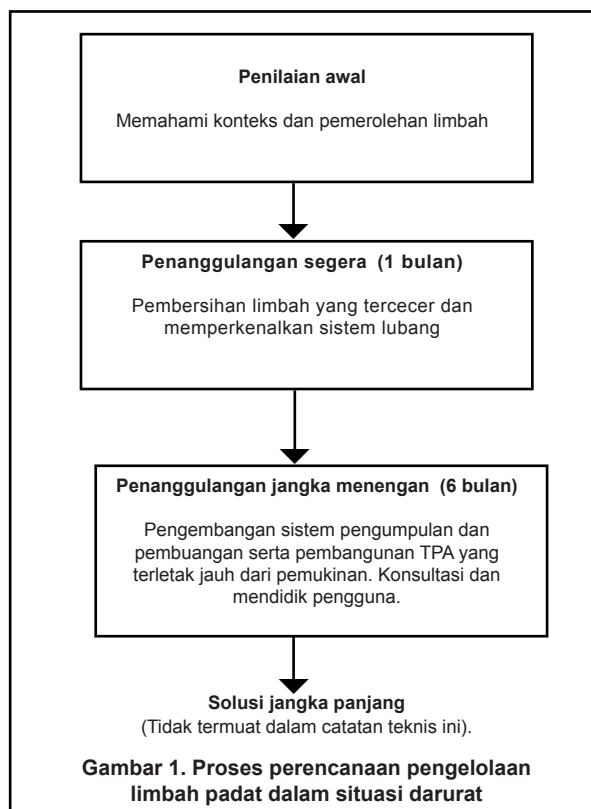 Penilaian awal
Memahami konteks dan pemerolehan limbah
Penanggulangan segera (1 bulan)
Pembersihan limbah yang tercecer dan
memperkenalkan sistem lubang
Penanggulangan jangka menengan (6 bulan)
Pengembangan sistem pengumpulan dan
pembuangan serta pembangunan TPA yang
terletak jauh dari pemukinan. Konsultasi dan
mendidik pengguna.
Solusi jangka panjang
(Tidak termuat dalam catatan teknis ini).
Gambar 1. Proses perencanaan pengelolaan
limbah padat dalam situasi darurat